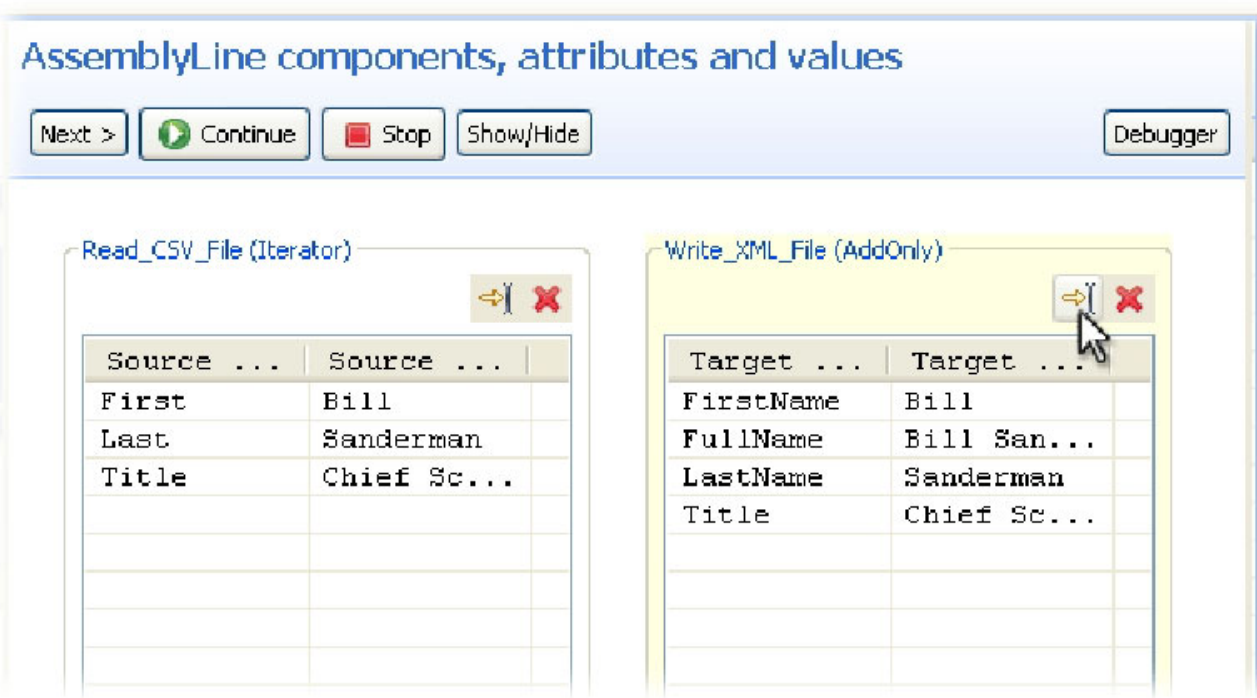 AssemblyLine components, attributes and values
Next > Continue Stop Show/Hide Debugger
Read_CSV_File (Iterator)
Source ... Source ...
First Bill
Last Sanderman
Title Chief Sc...
Write_XML_File (AddOnly)
Target ... Target ...
FirstName Bill
FullName Bill San...
LastName Sanderman
Title Chief Sc...